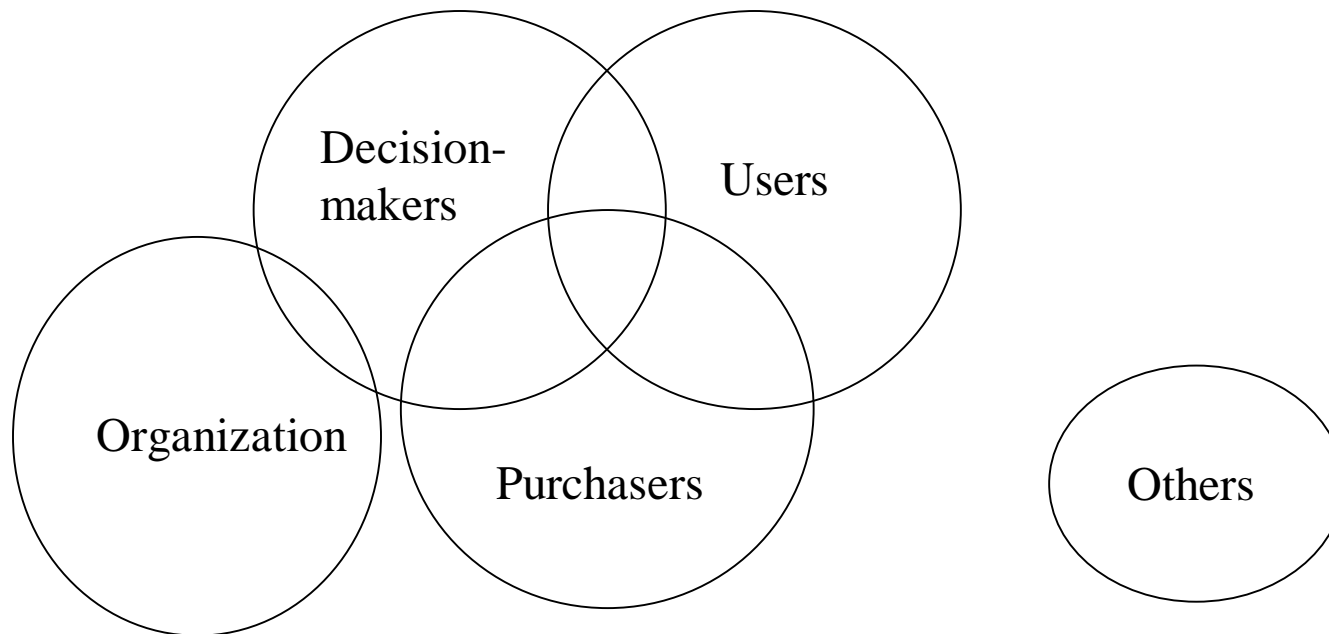 Decision-
makers
Users
Organization
Purchasers
Others